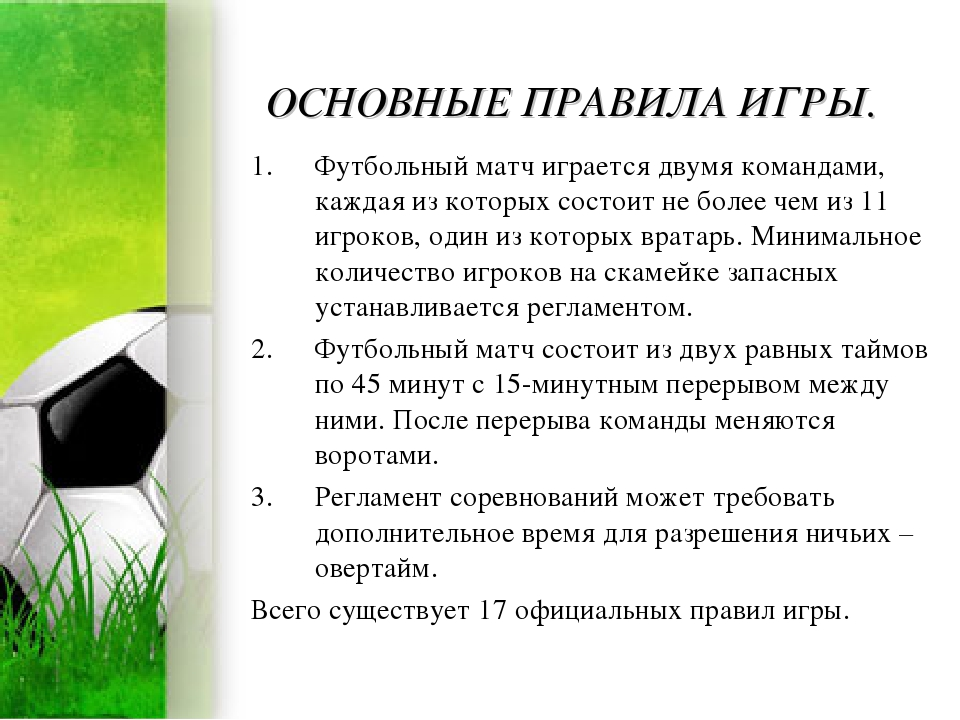 ОСНОВНЫЕ ПРАВИЛА ИГРЫ.
1. Футбольный матч играется двумя командами,
каждая из которых состоит не более чем из 11
игроков, один из которых вратарь. Минимальное
количество игроков на скамейке запасных
устанавливается регламентом.
2. Футбольный матч состоит из двух равных таймов
по 45 минут с 15-минутным перерывом между
ними. После перерыва команды меняются
воротами.
3. Регламент соревнований может требовать
дополнительное время для разрешения ничьих –
овертайм.
Всего существует 17 официальных правил игры.